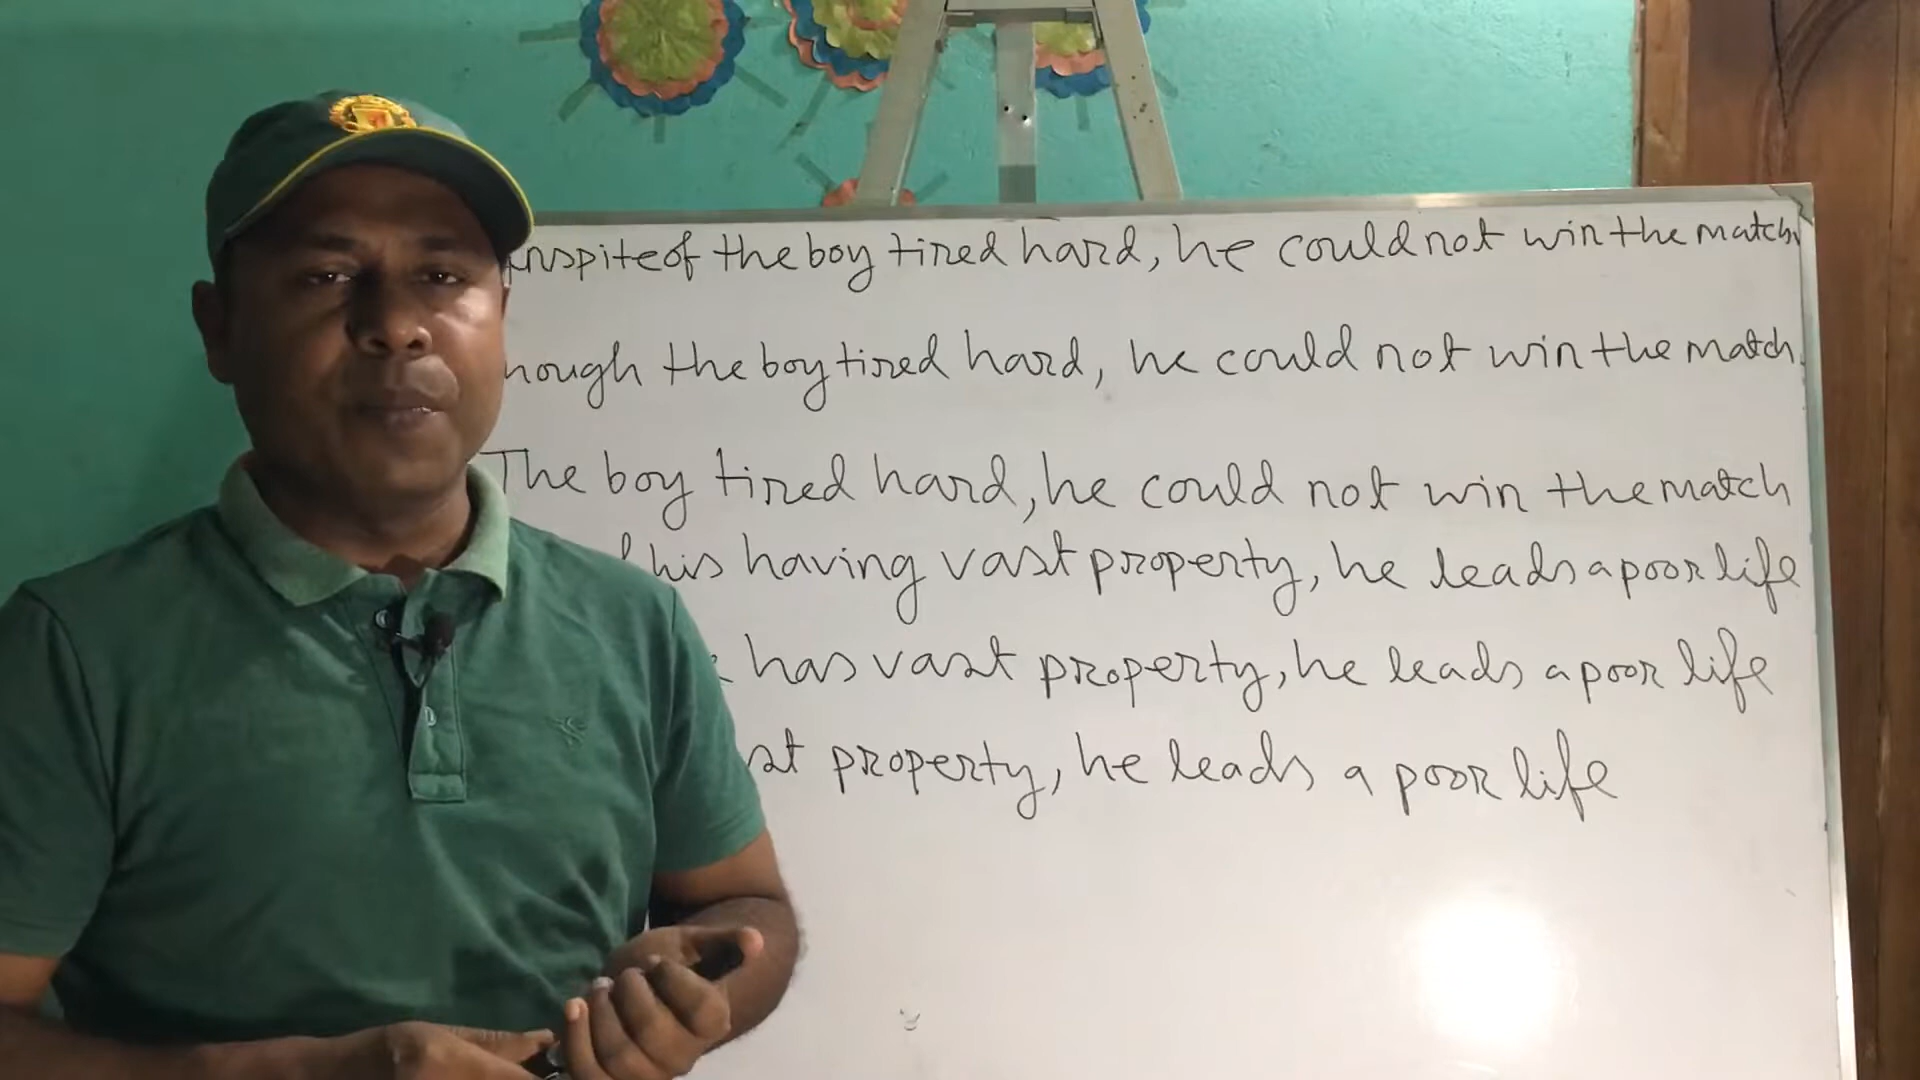 inspite of the boy tired hard, he could not win the match.
hough the boy tired hard, he could not win the match.
The boy tired hard, he could not win the match
his having vast property, he leads a poor life
has vast property, he leads a poor life
property, he leads a poor life